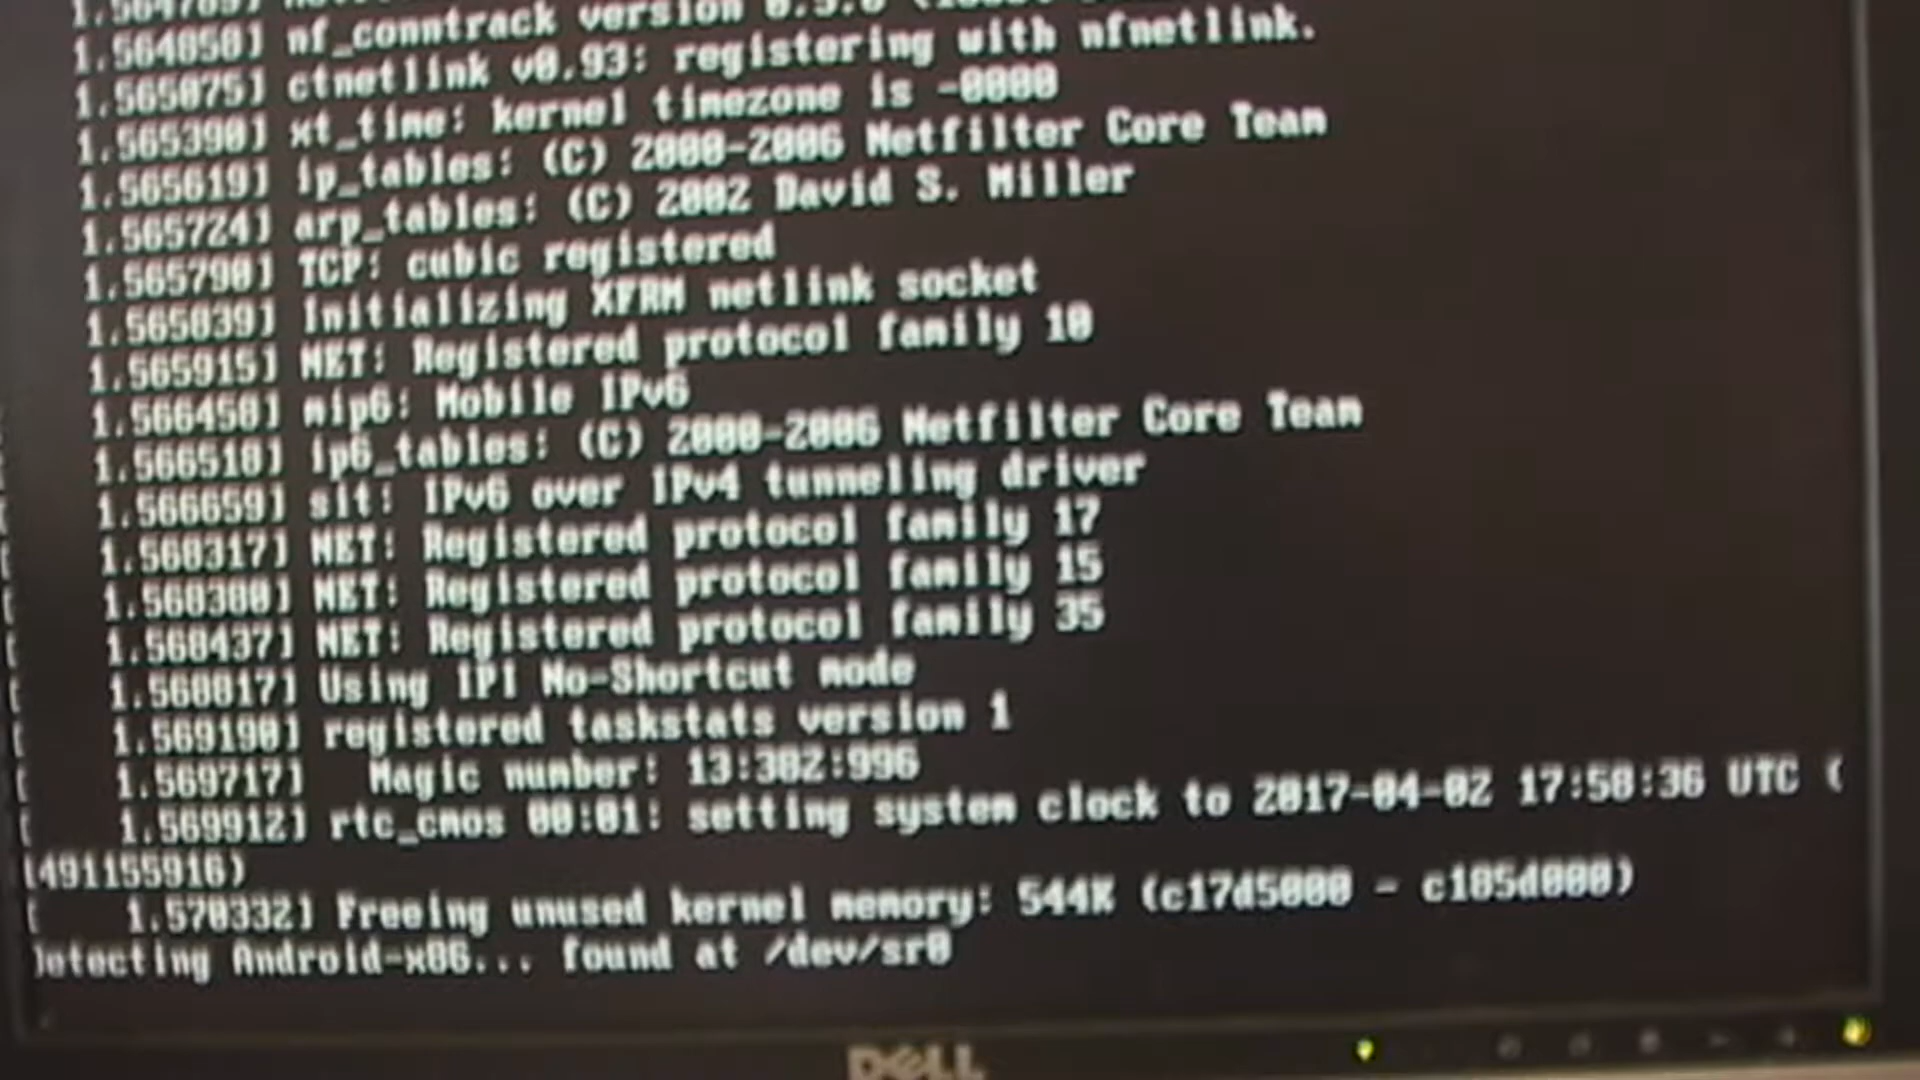 1.564850] nf_conntrack version 0.5.0
1.565075] ctnetlink v0.93: registering with nfnetlink.
1.565390] xt_time: kernel timezone is -0000
1.565619] ip_tables: (C) 2000-2006 Netfilter Core Team
1.565724] arp_tables: (C) 2002 David S. Miller
1.565790] TCP: cubic registered
1.565839] Initializing XFRM netlink socket
1.565915] NET: Registered protocol family 10
1.566458] mip6: Mobile IPv6
1.566518] ip6_tables: (C) 2000-2006 Netfilter Core Team
1.566659] sit: IPv6 over IPv4 tunneling driver
1.568317] NET: Registered protocol family 17
[ 1.568380] NET: Registered protocol family 15
[ 1.568437] NET: Registered protocol family 35
[ 1.568817] Using IPI No-Shortcut mode
[ 1.569190] registered taskstats version 1
[ 1.569717] Magic number: 13:382:996
[ 1.569912] rtc_cmos 00:01: setting system clock to 2017-04-02 17:58:36 UTC (
1491155916)
[ 1.570332] Freeing unused kernel memory: 544K (c17d5000 - c185d000)
Detecting Android-x86... found at /dev/sr0
DELL